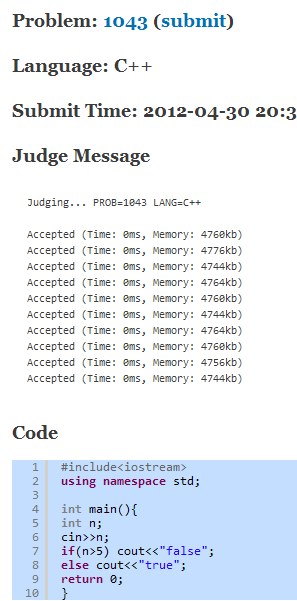 Problem: 1043 (submit)
Language: C++
Submit Time: 2012-04-30 20:3
Judge Message
Judging... PROB=1043 LANG=C++
Accepted (Time: 0ms, Memory: 4760kb)
Accepted (Time: 0ms, Memory: 4776kb)
Accepted (Time: 0ms, Memory: 4744kb)
Accepted (Time: 0ms, Memory: 4764kb)
Accepted (Time: 0ms, Memory: 4760kb)
Accepted (Time: 0ms, Memory: 4744kb)
Accepted (Time: 0ms, Memory: 4764kb)
Accepted (Time: 0ms, Memory: 4760kb)
Accepted (Time: 0ms, Memory: 4756kb)
Accepted (Time: 0ms, Memory: 4744kb)
Code
1 #include<iostream>
2 using namespace std;
3
4 int main(){
5 int n;
6 cin>>n;
7 if(n>5) cout<<"false";
8 else cout<<"true";
9 return 0;
10 }